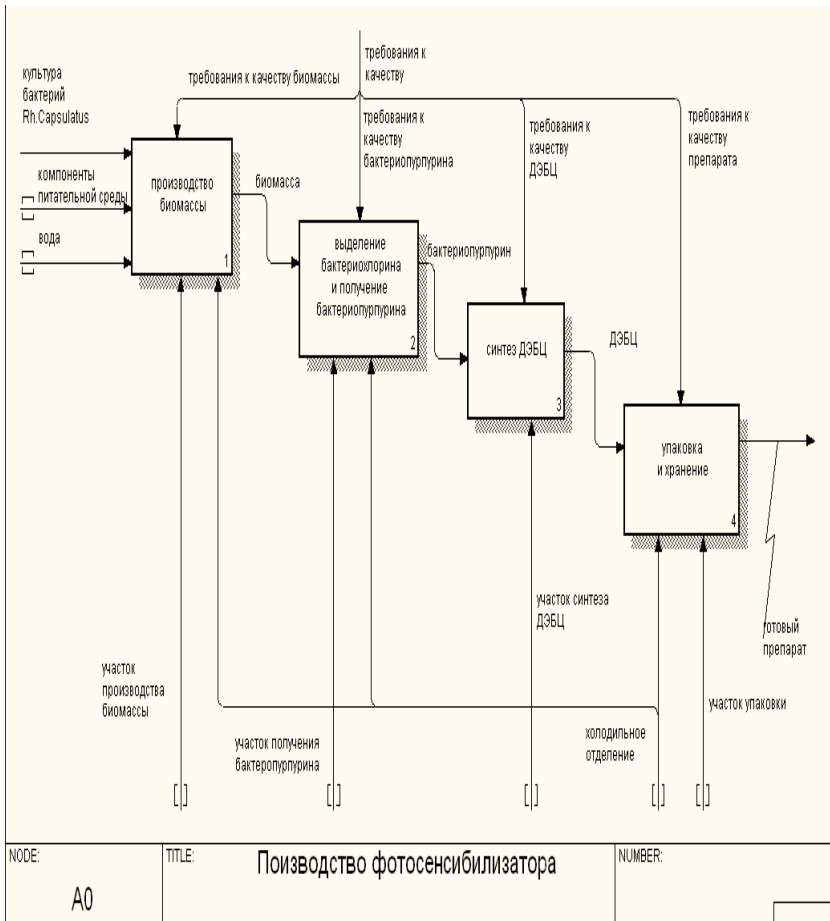 культура
бактерий
Rh.Capsulatus
компоненты
питательной среды
вода
требования к качеству биомассы
требования к
качеству
требования к
качеству
бактериопурпурина
требования к
качеству
ДЭБЦ
требования к
качеству
препарата
производство
биомассы
1
биомасса
выделение
бактериохлорина
и получение
бактериопурпурина
2
бактериопурпурин
синтез ДЭБЦ
3
ДЭБЦ
упаковка
и хранение
4
готовый
препарат
участок
производства
биомассы
участок получения
бактеропурпурина
участок синтеза
ДЭБЦ
холодильное
отделение
участок упаковки
NODE:
A0
TITLE:
Поизводство фотосенсибилизатора
NUMBER: